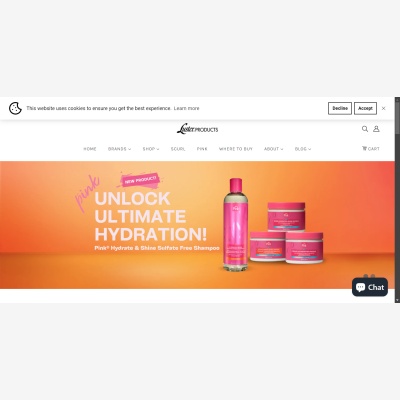 This website uses cookies to ensure you get the best experience. Learn more
Decline
Accept
Luster PRODUCTS
HOME
BRANDS
SHOP
SCURL
PINK
WHERE TO BUY
ABOUT
BLOG
CART
pink
NEW PRODUCT!
UNLOCK
ULTIMATE
HYDRATION!
Pink® Hydrate & Shine Sulfate Free Shampoo
Chat